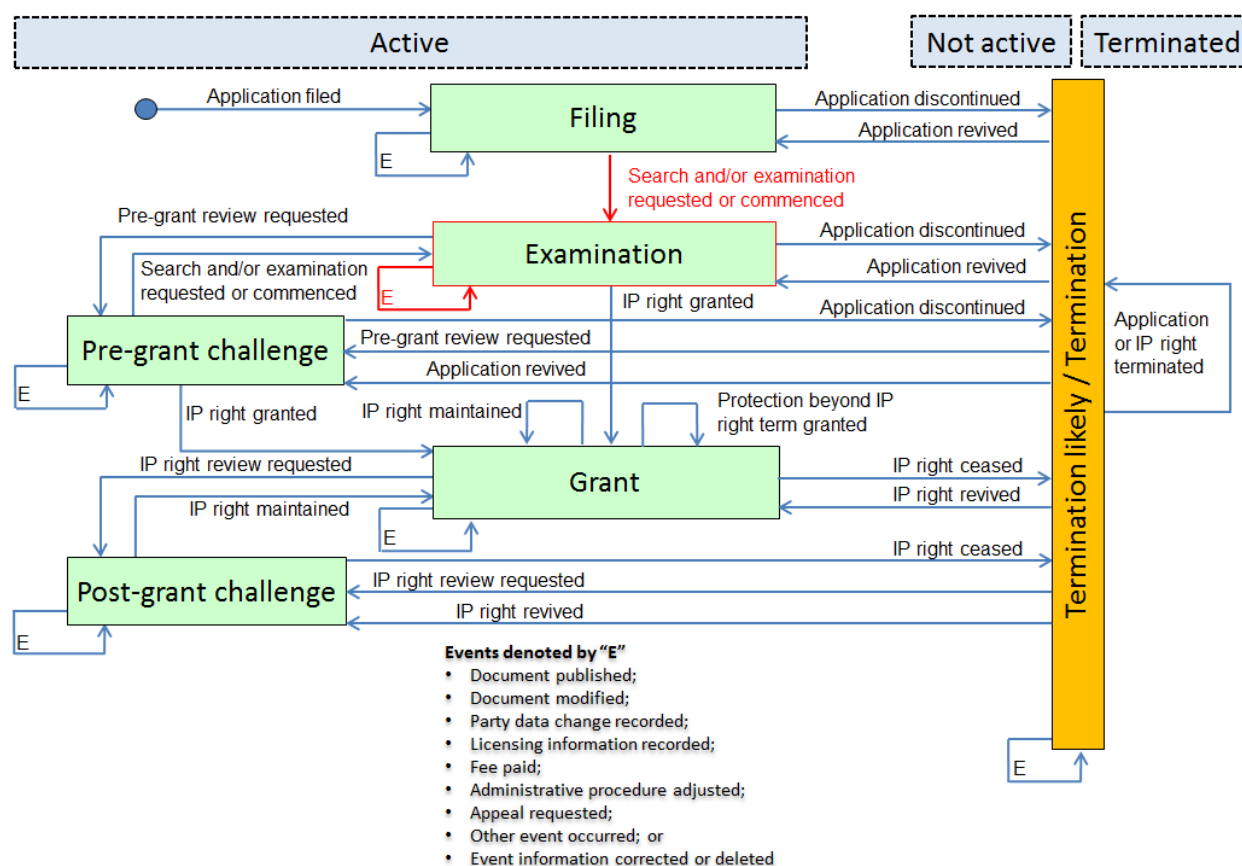 Active
Not active
Terminated
Application filed
Filing
Application discontinued
Application revived
E
Search and/or examination
requested or commenced
Pre-grant review requested
Examination
Application discontinued
Search and/or examination
requested or commenced
E
Application revived
IP right granted
Application discontinued
Pre-grant challenge
Pre-grant review requested
Application revived
E
Application
or IP right
terminated
Termination likely / Termination
IP right granted
IP right maintained
Protection beyond IP
right term granted
IP right review requested
Grant
IP right ceased
IP right revived
IP right maintained
E
IP right ceased
Post-grant challenge
IP right review requested
IP right revived
E
Events denoted by “E”
• Document published;
• Document modified;
• Party data change recorded;
• Licensing information recorded;
• Fee paid;
• Administrative procedure adjusted;
• Appeal requested;
• Other event occurred; or
• Event information corrected or deleted
E